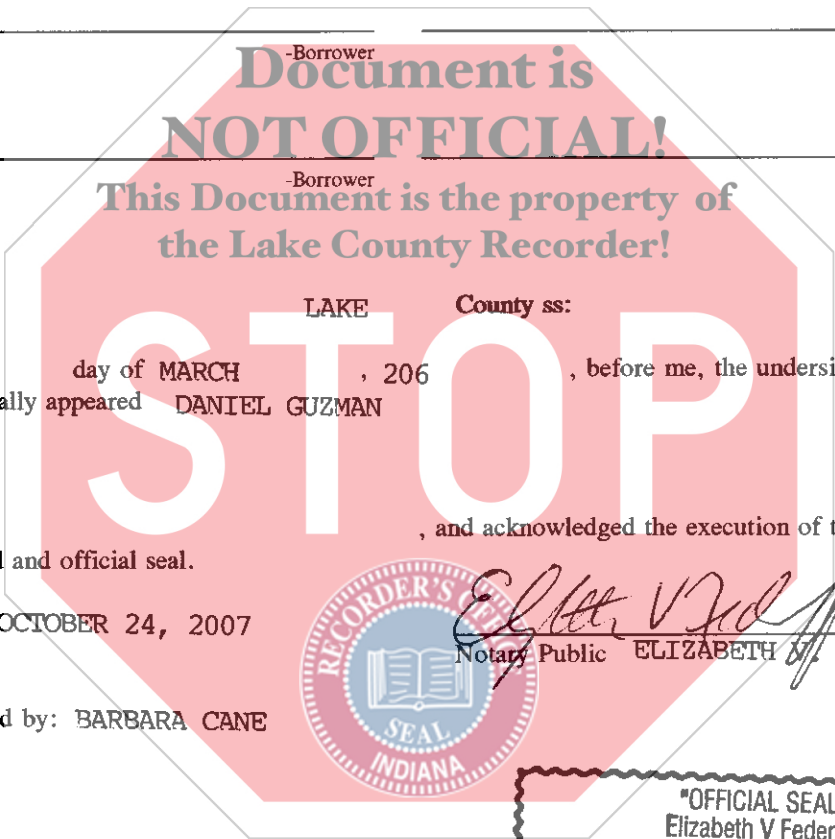 -Borrower
Document is
NOT OFFICIAL!
-Borrower
This Document is the property of
the Lake County Recorder!
LAKE County ss:
day of MARCH , 206 , before me, the undersi
ally appeared DANIEL GUZMAN
STOP
, and acknowledged the execution of t
and official seal.
OCTOBER 24, 2007
Notary Public ELIZABETH V.
d by: BARBARA CANE
RECORDER'S OFFICE
SEAL
INDIANA
"OFFICIAL SEAL
Elizabeth V Feder